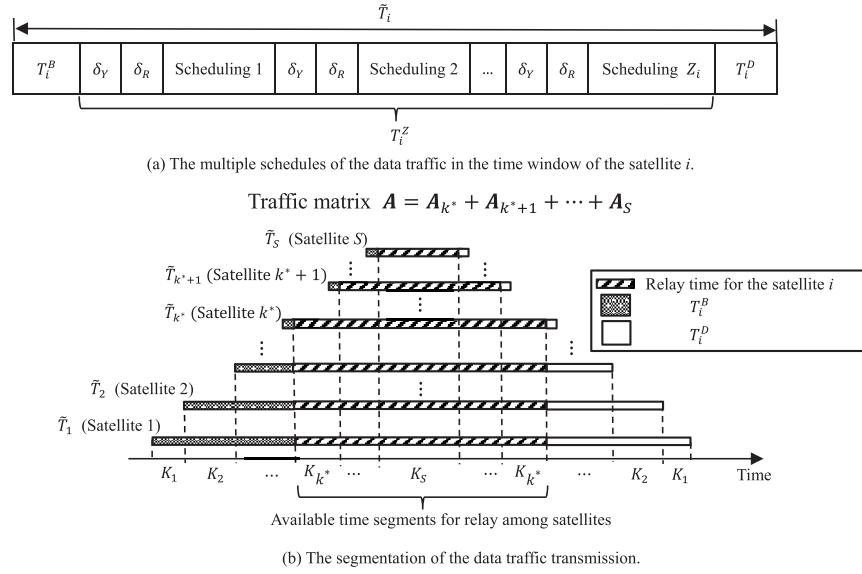 T̃_i
T_i^B δ_Y δ_R Scheduling 1 δ_Y δ_R Scheduling 2 ... δ_Y δ_R Scheduling Z_i T_i^D
T_i^Z
(a) The multiple schedules of the data traffic in the time window of the satellite i.
Traffic matrix A = A_{k*} + A_{k*+1} + ⋯ + A_S
T̃_S (Satellite S)
T̃_{k*+1} (Satellite k* + 1)
T̃_{k*} (Satellite k*)
T̃_2 (Satellite 2)
T̃_1 (Satellite 1)
Relay time for the satellite i
T_i^B
T_i^D
K_1 K_2 ... K_{k*} ... K_S ... K_{k*} ... K_2 K_1 Time
Available time segments for relay among satellites
(b) The segmentation of the data traffic transmission.